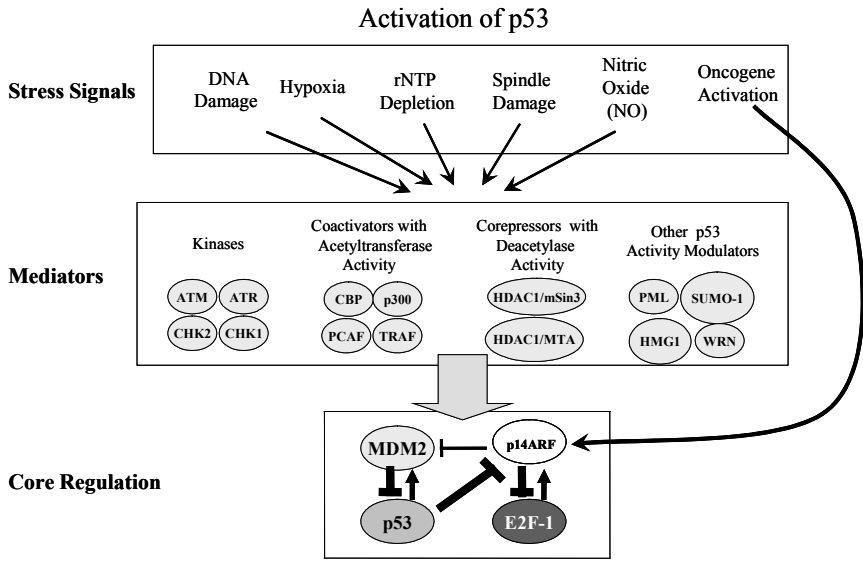 Activation of p53
Stress Signals
DNA
Damage
Hypoxia
rNTP
Depletion
Spindle
Damage
Nitric
Oxide
(NO)
Oncogene
Activation
Mediators
Kinases
ATM
ATR
CHK2
CHK1
Coactivators with
Acetyltransferase
Activity
CBP
p300
PCAF
TRAF
Corepressors with
Deacetylase
Activity
HDAC1/mSin3
HDAC1/MTA
Other p53
Activity Modulators
PML
SUMO-1
HMG1
WRN
Core Regulation
MDM2
p14ARF
p53
E2F-1